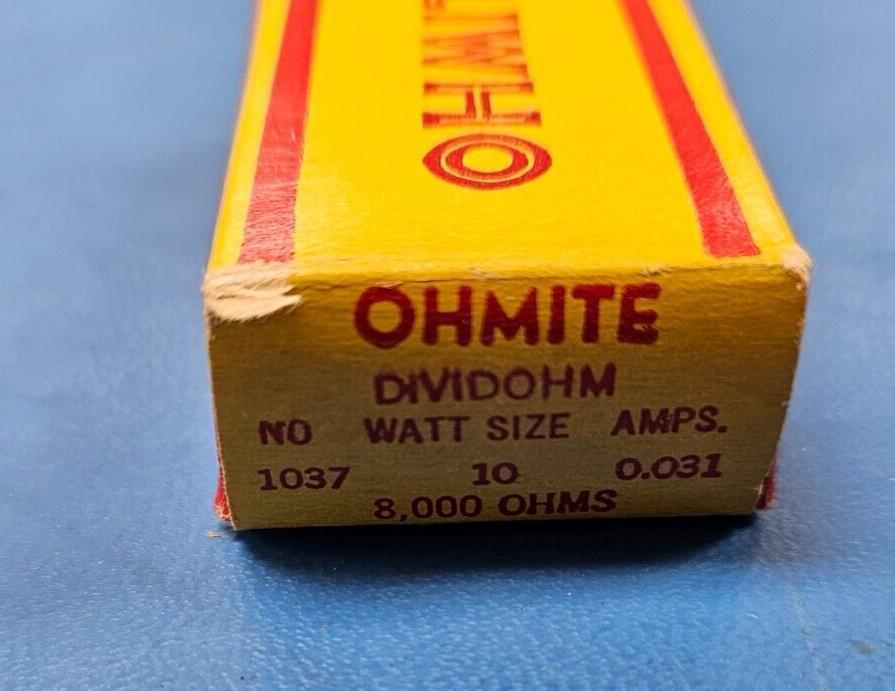 OHMITE
DIVIDOHM
NO WATT SIZE AMPS.
1037 10 0.031
8,000 OHMS